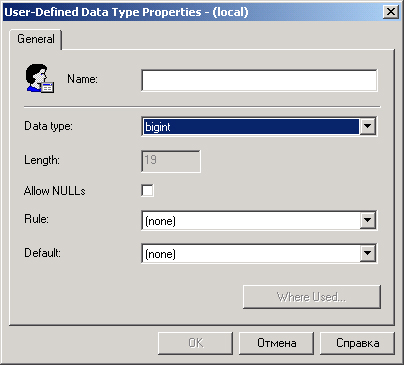 User-Defined Data Type Properties - (local)
General
Name:
Data type: bigint
Length: 19
Allow NULLs
Rule: (none)
Default: (none)
Where Used...
OK Отмена Справка